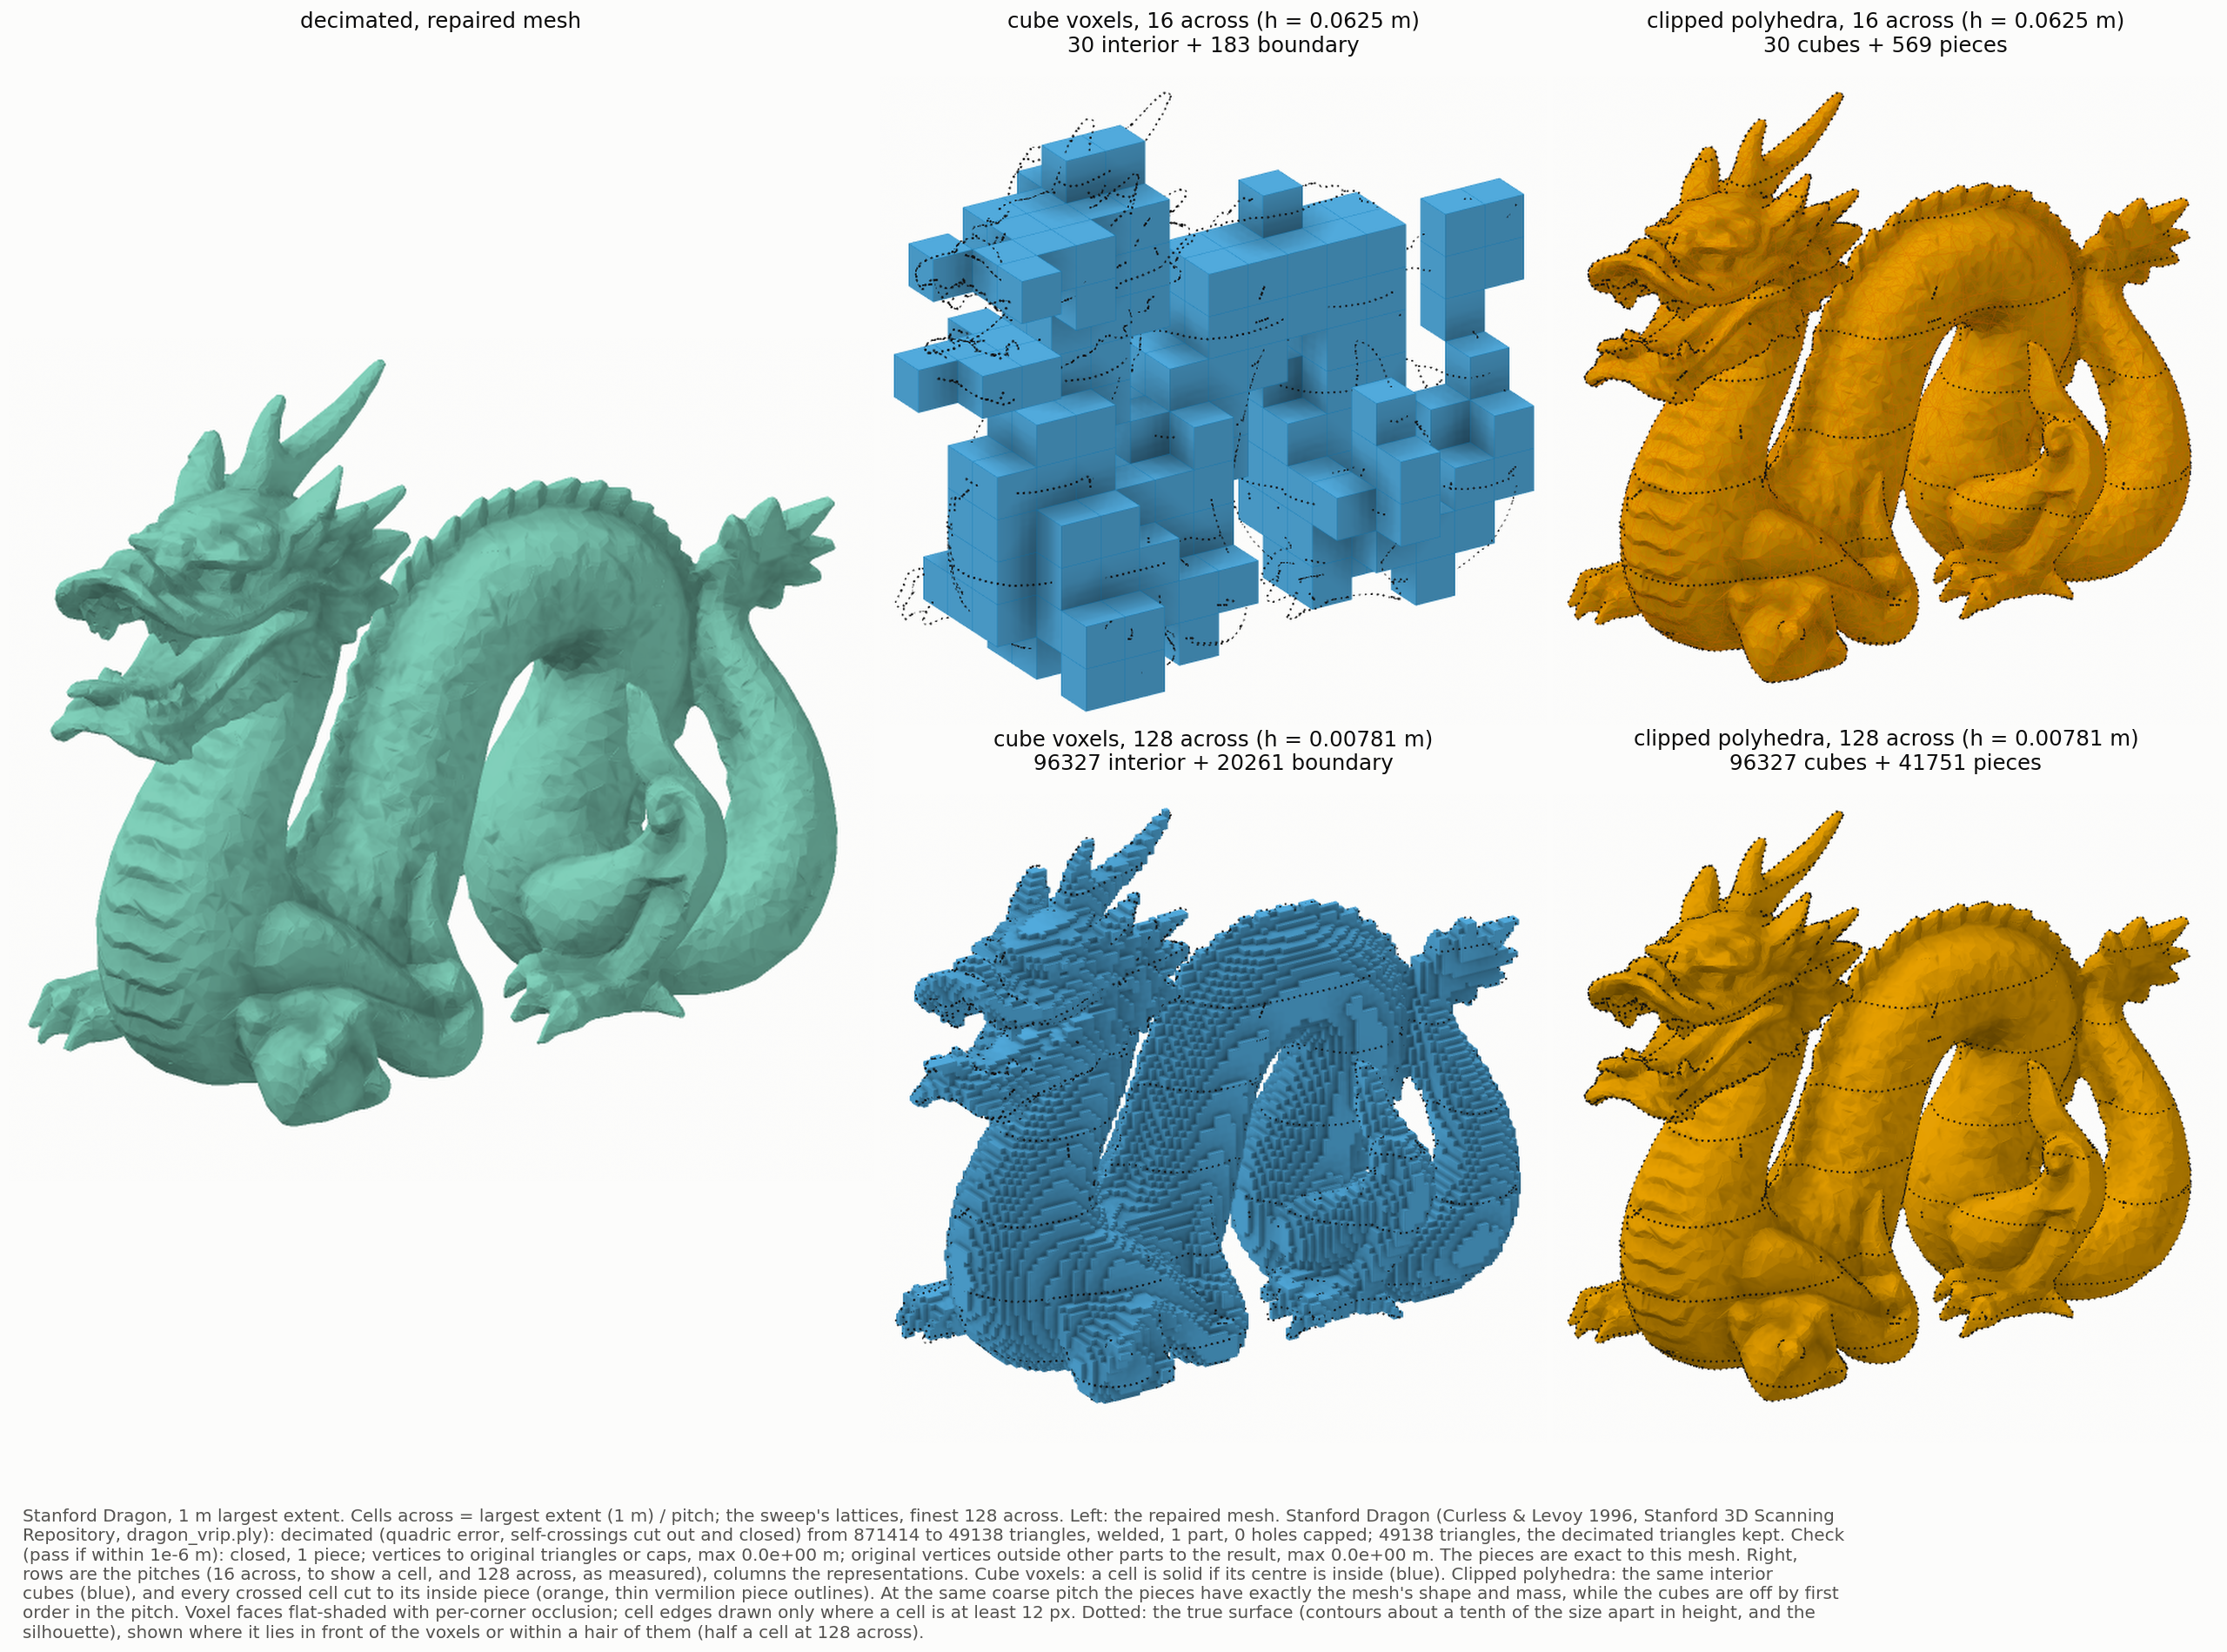 decimated, repaired mesh
cube voxels, 16 across (h = 0.0625 m)
30 interior + 183 boundary
clipped polyhedra, 16 across (h = 0.0625 m)
30 cubes + 569 pieces
cube voxels, 128 across (h = 0.00781 m)
96327 interior + 20261 boundary
clipped polyhedra, 128 across (h = 0.00781 m)
96327 cubes + 41751 pieces
Stanford Dragon, 1 m largest extent. Cells across = largest extent (1 m) / pitch; the sweep's lattices, finest 128 across. Left: the repaired mesh. Stanford Dragon (Curless & Levoy 1996, Stanford 3D Scanning
Repository, dragon_vrip.ply): decimated (quadric error, self-crossings cut out and closed) from 871414 to 49138 triangles, welded, 1 part, 0 holes capped; 49138 triangles, the decimated triangles kept. Check
(pass if within 1e-6 m): closed, 1 piece; vertices to original triangles or caps, max 0.0e+00 m; original vertices outside other parts to the result, max 0.0e+00 m. The pieces are exact to this mesh. Right,
rows are the pitches (16 across, to show a cell, and 128 across, as measured), columns the representations. Cube voxels: a cell is solid if its centre is inside (blue). Clipped polyhedra: the same interior
cubes (blue), and every crossed cell cut to its inside piece (orange, thin vermilion piece outlines). At the same coarse pitch the pieces have exactly the mesh's shape and mass, while the cubes are off by first
order in the pitch. Voxel faces flat-shaded with per-corner occlusion; cell edges drawn only where a cell is at least 12 px. Dotted: the true surface (contours about a tenth of the size apart in height, and the
silhouette), shown where it lies in front of the voxels or within a hair of them (half a cell at 128 across).